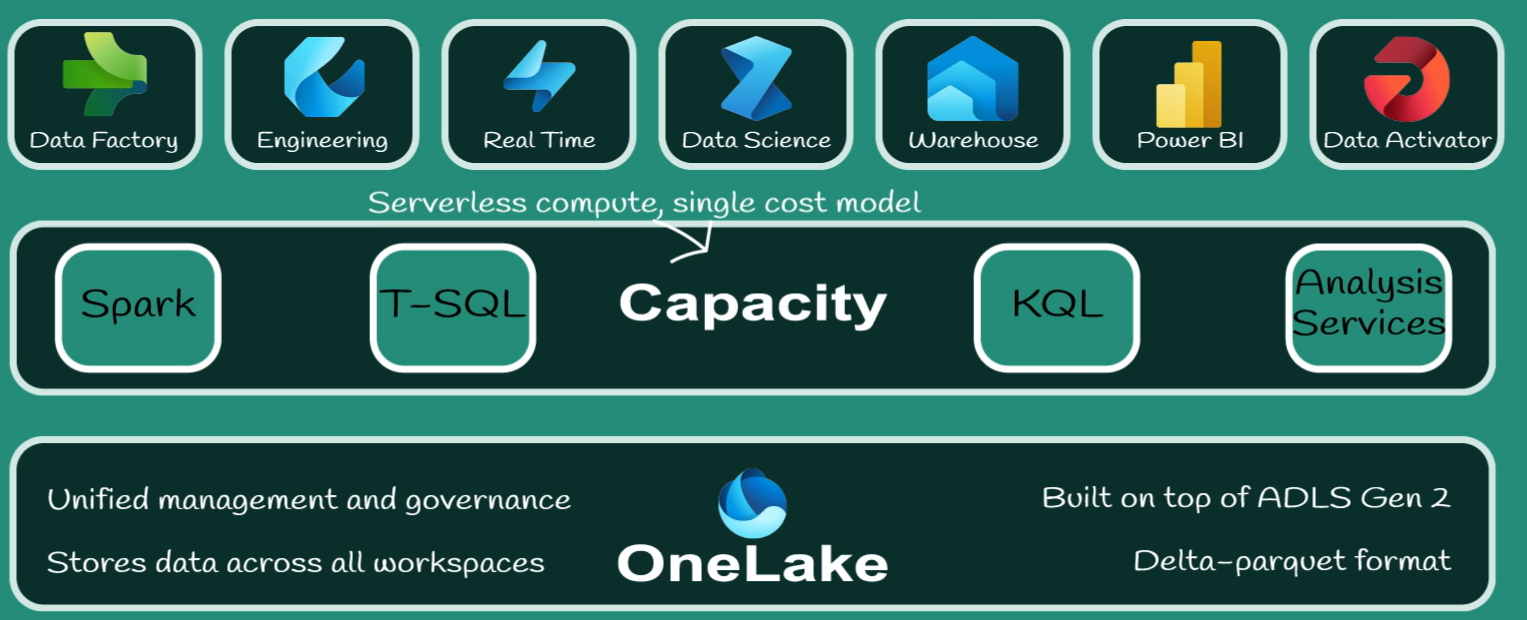 Data Factory
Engineering
Real Time
Data Science
Warehouse
Power BI
Data Activator
Serverless compute, single cost model
Spark
T-SQL
Capacity
KQL
Analysis
Services
Unified management and governance
Stores data across all workspaces
OneLake
Built on top of ADLS Gen 2
Delta-parquet format